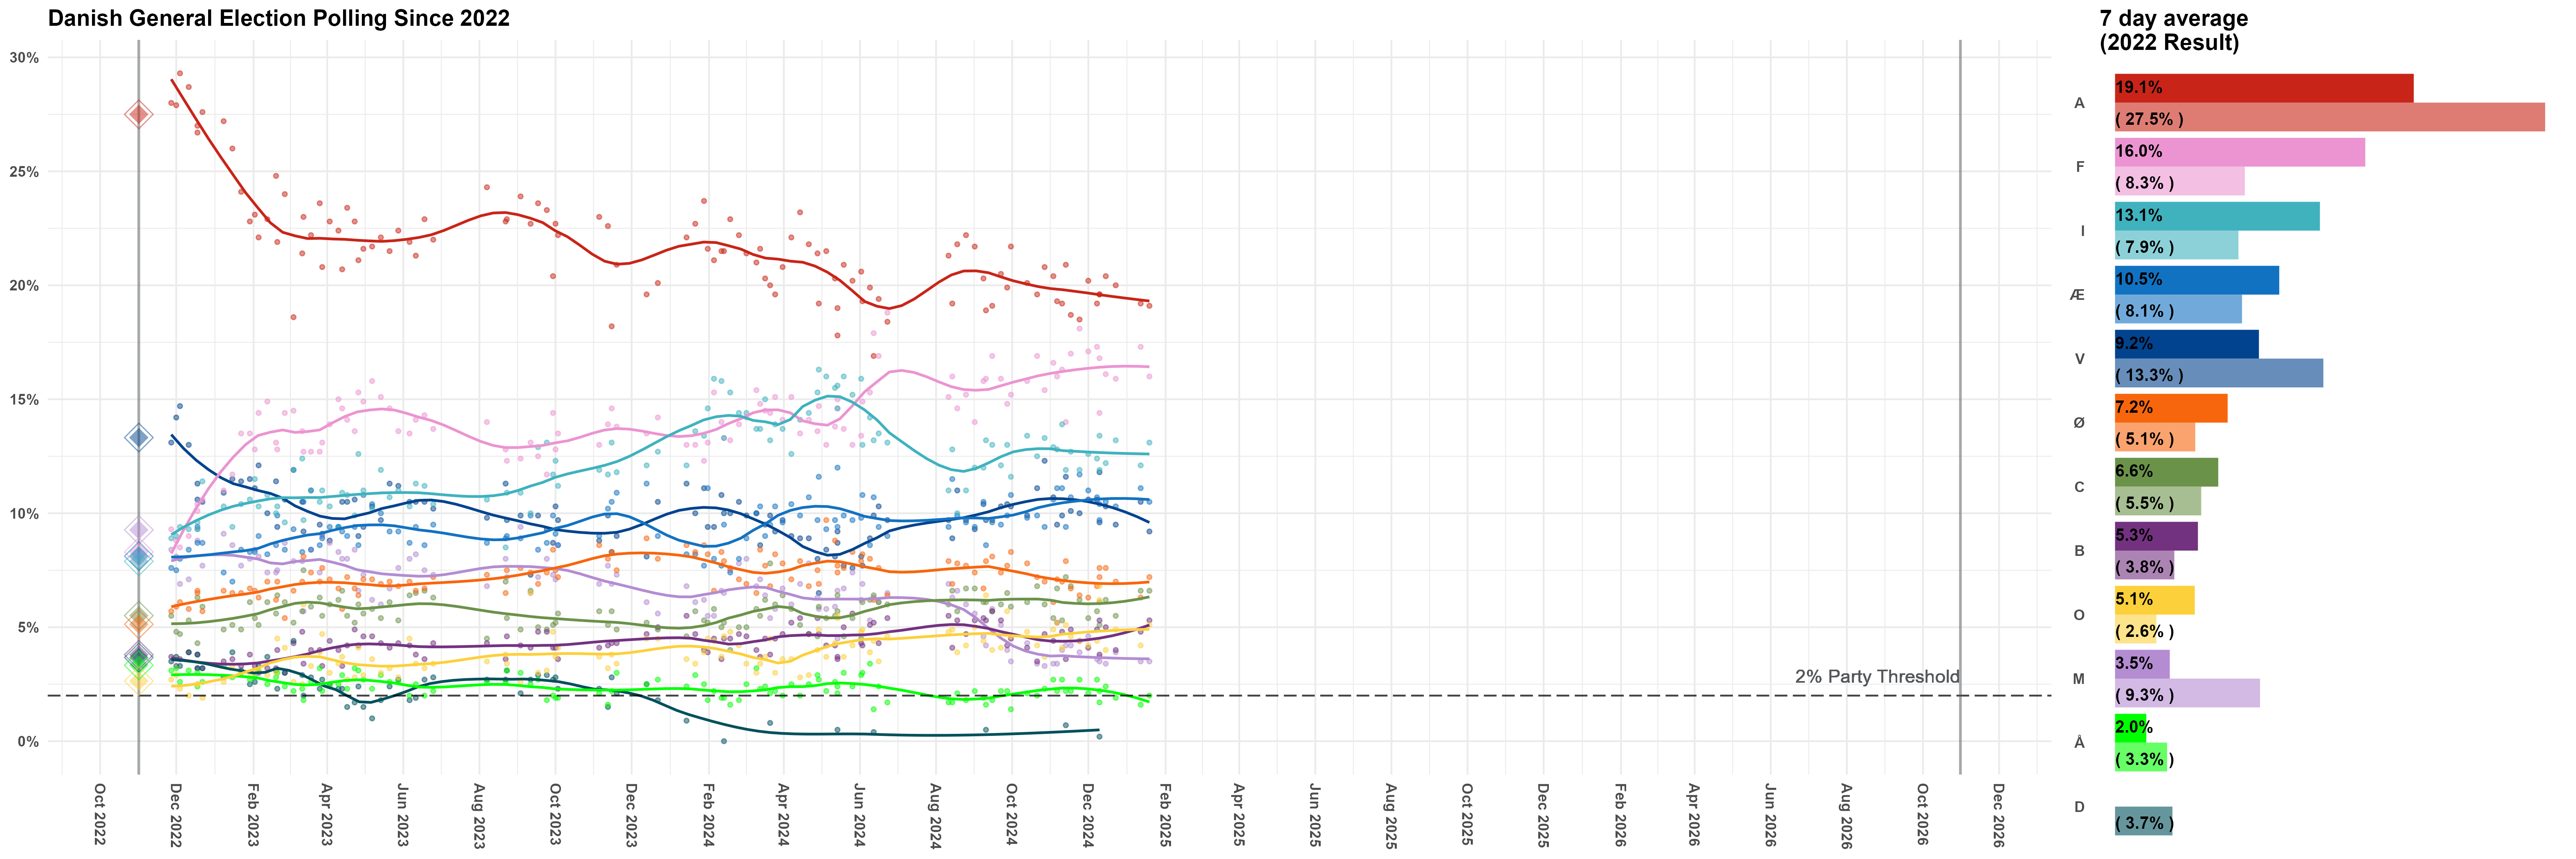 Danish General Election Polling Since 2022
7 day average
(2022 Result)
30%
25%
20%
15%
10%
5%
0%
2% Party Threshold
Oct 2022
Dec 2022
Feb 2023
Apr 2023
Jun 2023
Aug 2023
Oct 2023
Dec 2023
Feb 2024
Apr 2024
Jun 2024
Aug 2024
Oct 2024
Dec 2024
Feb 2025
Apr 2025
Jun 2025
Aug 2025
Oct 2025
Dec 2025
Feb 2026
Apr 2026
Jun 2026
Aug 2026
Oct 2026
Dec 2026
A
19.1%
( 27.5% )
F
16.0%
( 8.3% )
I
13.1%
( 7.9% )
Æ
10.5%
( 8.1% )
V
9.2%
( 13.3% )
Ø
7.2%
( 5.1% )
C
6.6%
( 5.5% )
B
5.3%
( 3.8% )
O
5.1%
( 2.6% )
M
3.5%
( 9.3% )
Å
2.0%
( 3.3% )
D
( 3.7% )